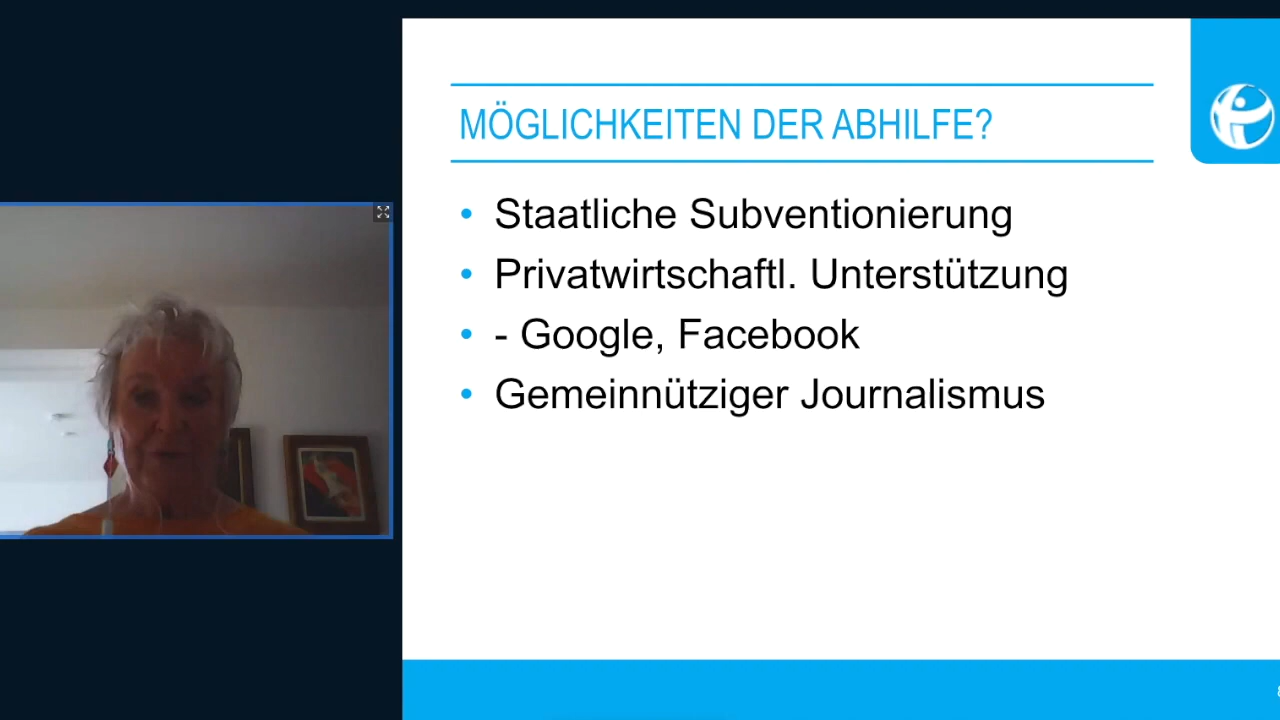 MÖGLICHKEITEN DER ABHILFE?
• Staatliche Subventionierung
• Privatwirtschaftl. Unterstützung
• - Google, Facebook
• Gemeinnütziger Journalismus